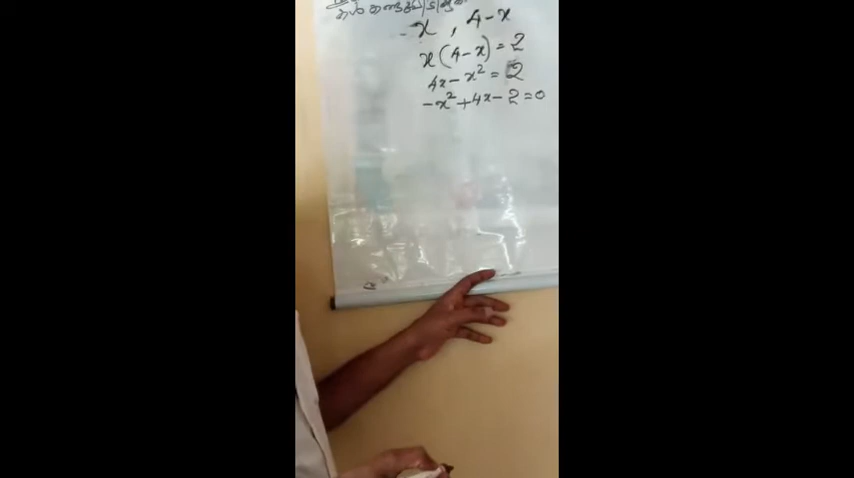 x , 4-x
x(4-x) = 2
4x - x² = 2
-x² + 4x - 2 = 0